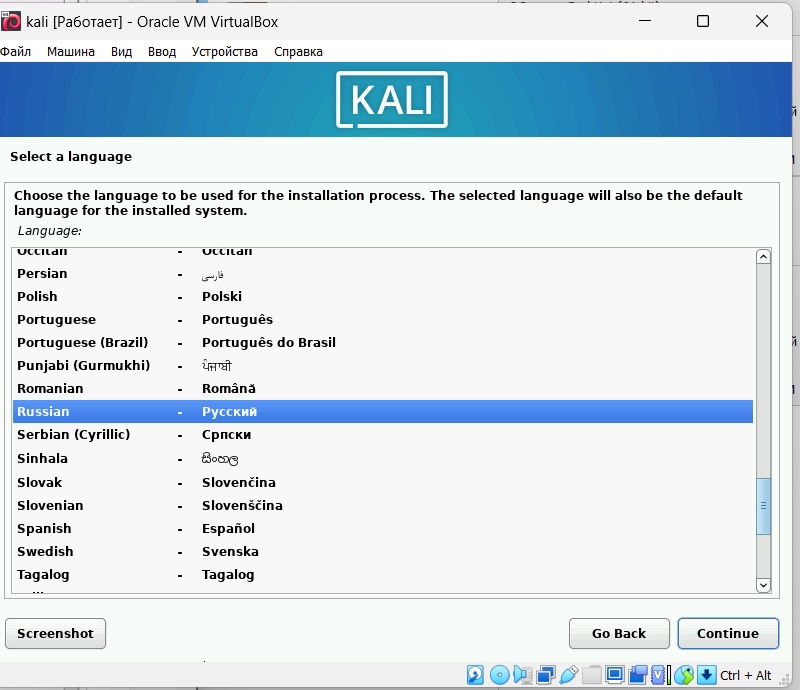 kali [Работает] - Oracle VM VirtualBox
Файл Машина Вид Ввод Устройства Справка
KALI
Select a language
Choose the language to be used for the installation process. The selected language will also be the default
language for the installed system.
Language:
Occitan - Occitan
Persian - فارسی
Polish - Polski
Portuguese - Português
Portuguese (Brazil) - Português do Brasil
Punjabi (Gurmukhi) - ਪੰਜਾਬੀ
Romanian - Română
Russian - Русский
Serbian (Cyrillic) - Српски
Sinhala - සිංහල
Slovak - Slovenčina
Slovenian - Slovenščina
Spanish - Español
Swedish - Svenska
Tagalog - Tagalog
Screenshot Go Back Continue
Ctrl + Alt